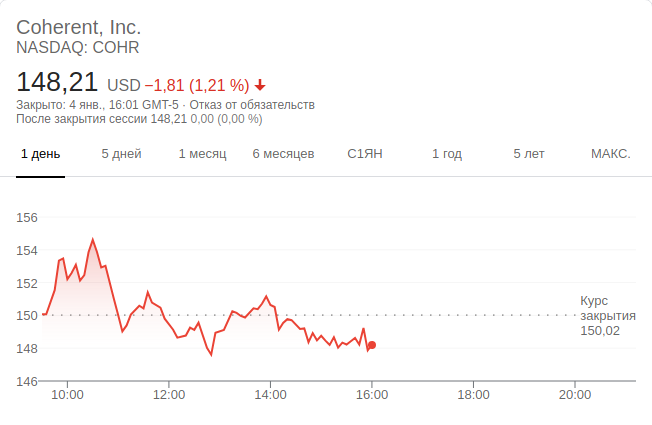 Coherent, Inc.
NASDAQ: COHR
148,21 USD −1,81 (1,21 %)
Закрыто: 4 янв., 16:01 GMT-5 · Отказ от обязательств
После закрытия сессии 148,21 0,00 (0,00 %)
1 день 5 дней 1 месяц 6 месяцев С1ЯН 1 год 5 лет МАКС.
156
154
152
150
148
146
Курс
закрытия
150,02
10:00 12:00 14:00 16:00 18:00 20:00